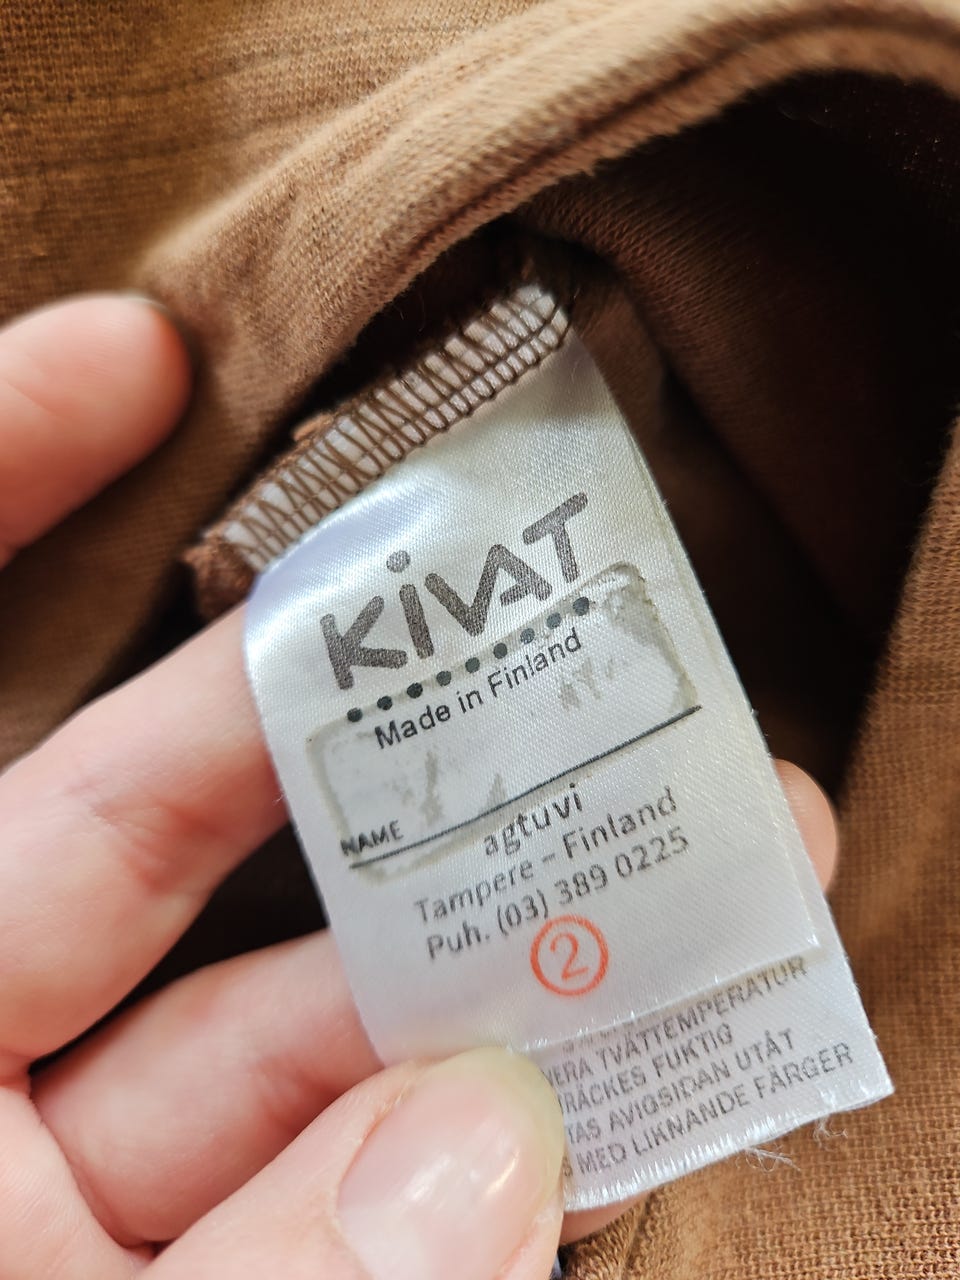 KiVAT
Made in Finland
NAME
agtuvi
Tampere - Finland
Puh. (03) 389 0225
2
TVÄTTEMPERATUR
FUKTIG
AVIGSIDAN UTÅT
MED LIKNANDE FÄRGER